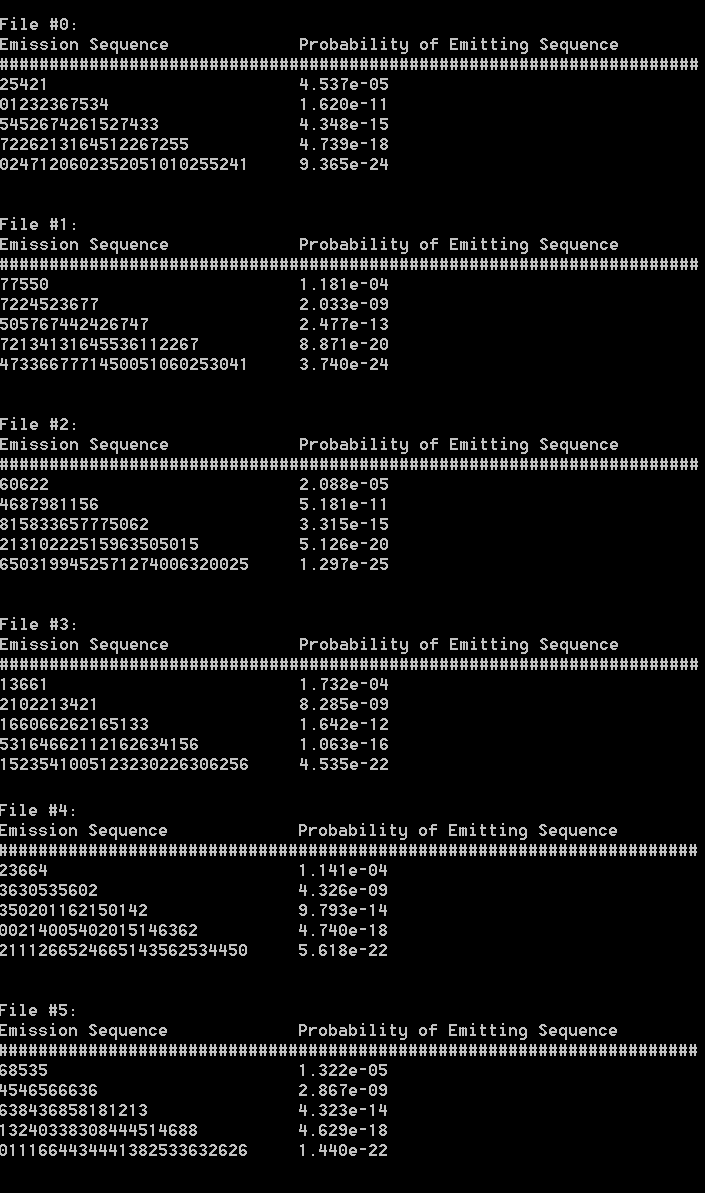 File #0:
Emission Sequence Probability of Emitting Sequence
######################################################################
25421 4.537e-05
01232367534 1.620e-11
5452674261527433 4.348e-15
7226213164512267255 4.739e-18
0247120602352051010255241 9.365e-24
File #1:
Emission Sequence Probability of Emitting Sequence
######################################################################
77550 1.181e-04
7224523677 2.033e-09
505767442426747 2.477e-13
72134131645536112267 8.871e-20
4733667771450051060253041 3.740e-24
File #2:
Emission Sequence Probability of Emitting Sequence
######################################################################
60622 2.088e-05
4687981156 5.181e-11
815833657775062 3.315e-15
21310222515963505015 5.126e-20
6503199452571274006320025 1.297e-25
File #3:
Emission Sequence Probability of Emitting Sequence
######################################################################
13661 1.732e-04
2102213421 8.285e-09
166066262165133 1.642e-12
53164662112162634156 1.063e-16
1523541005123230226306256 4.535e-22
File #4:
Emission Sequence Probability of Emitting Sequence
######################################################################
23664 1.141e-04
3630535602 4.326e-09
350201162150142 9.793e-14
00214005402015146362 4.740e-18
2111266524665143562534450 5.618e-22
File #5:
Emission Sequence Probability of Emitting Sequence
######################################################################
68535 1.322e-05
4546566636 2.867e-09
638436858181213 4.323e-14
13240338308444514688 4.629e-18
0111664434441382533632626 1.440e-22